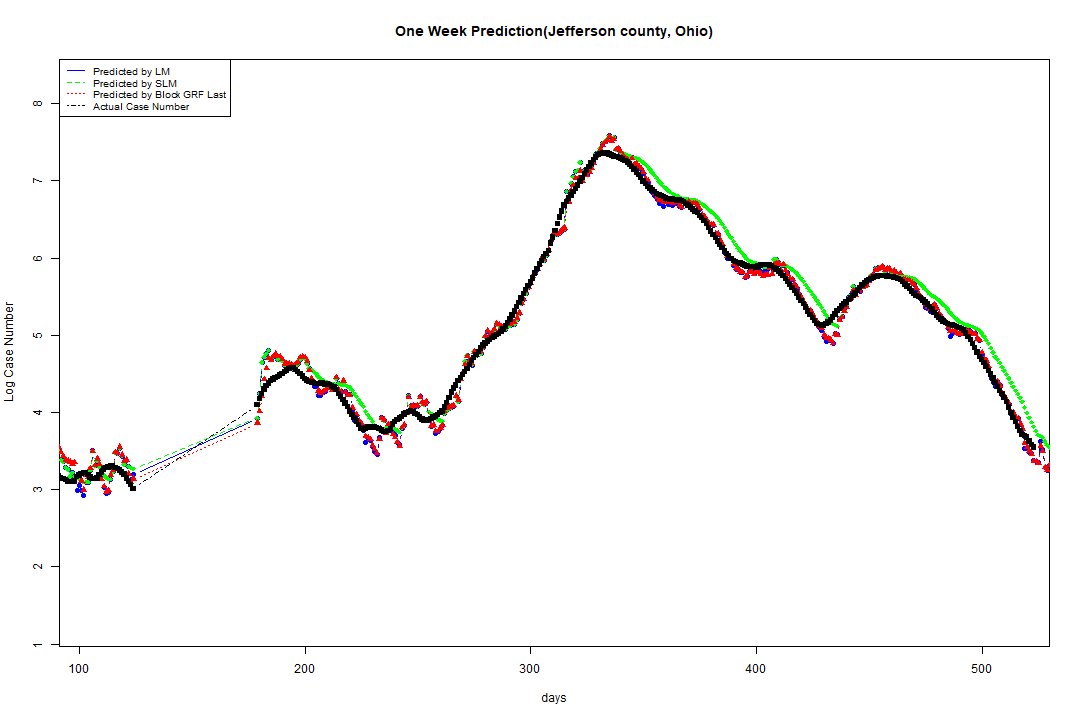 One Week Prediction(Jefferson county, Ohio)
Predicted by LM
Predicted by SLM
Predicted by Block GRF Last
Actual Case Number
8
7
6
5
4
3
2
1
Log Case Number
100 200 300 400 500
days